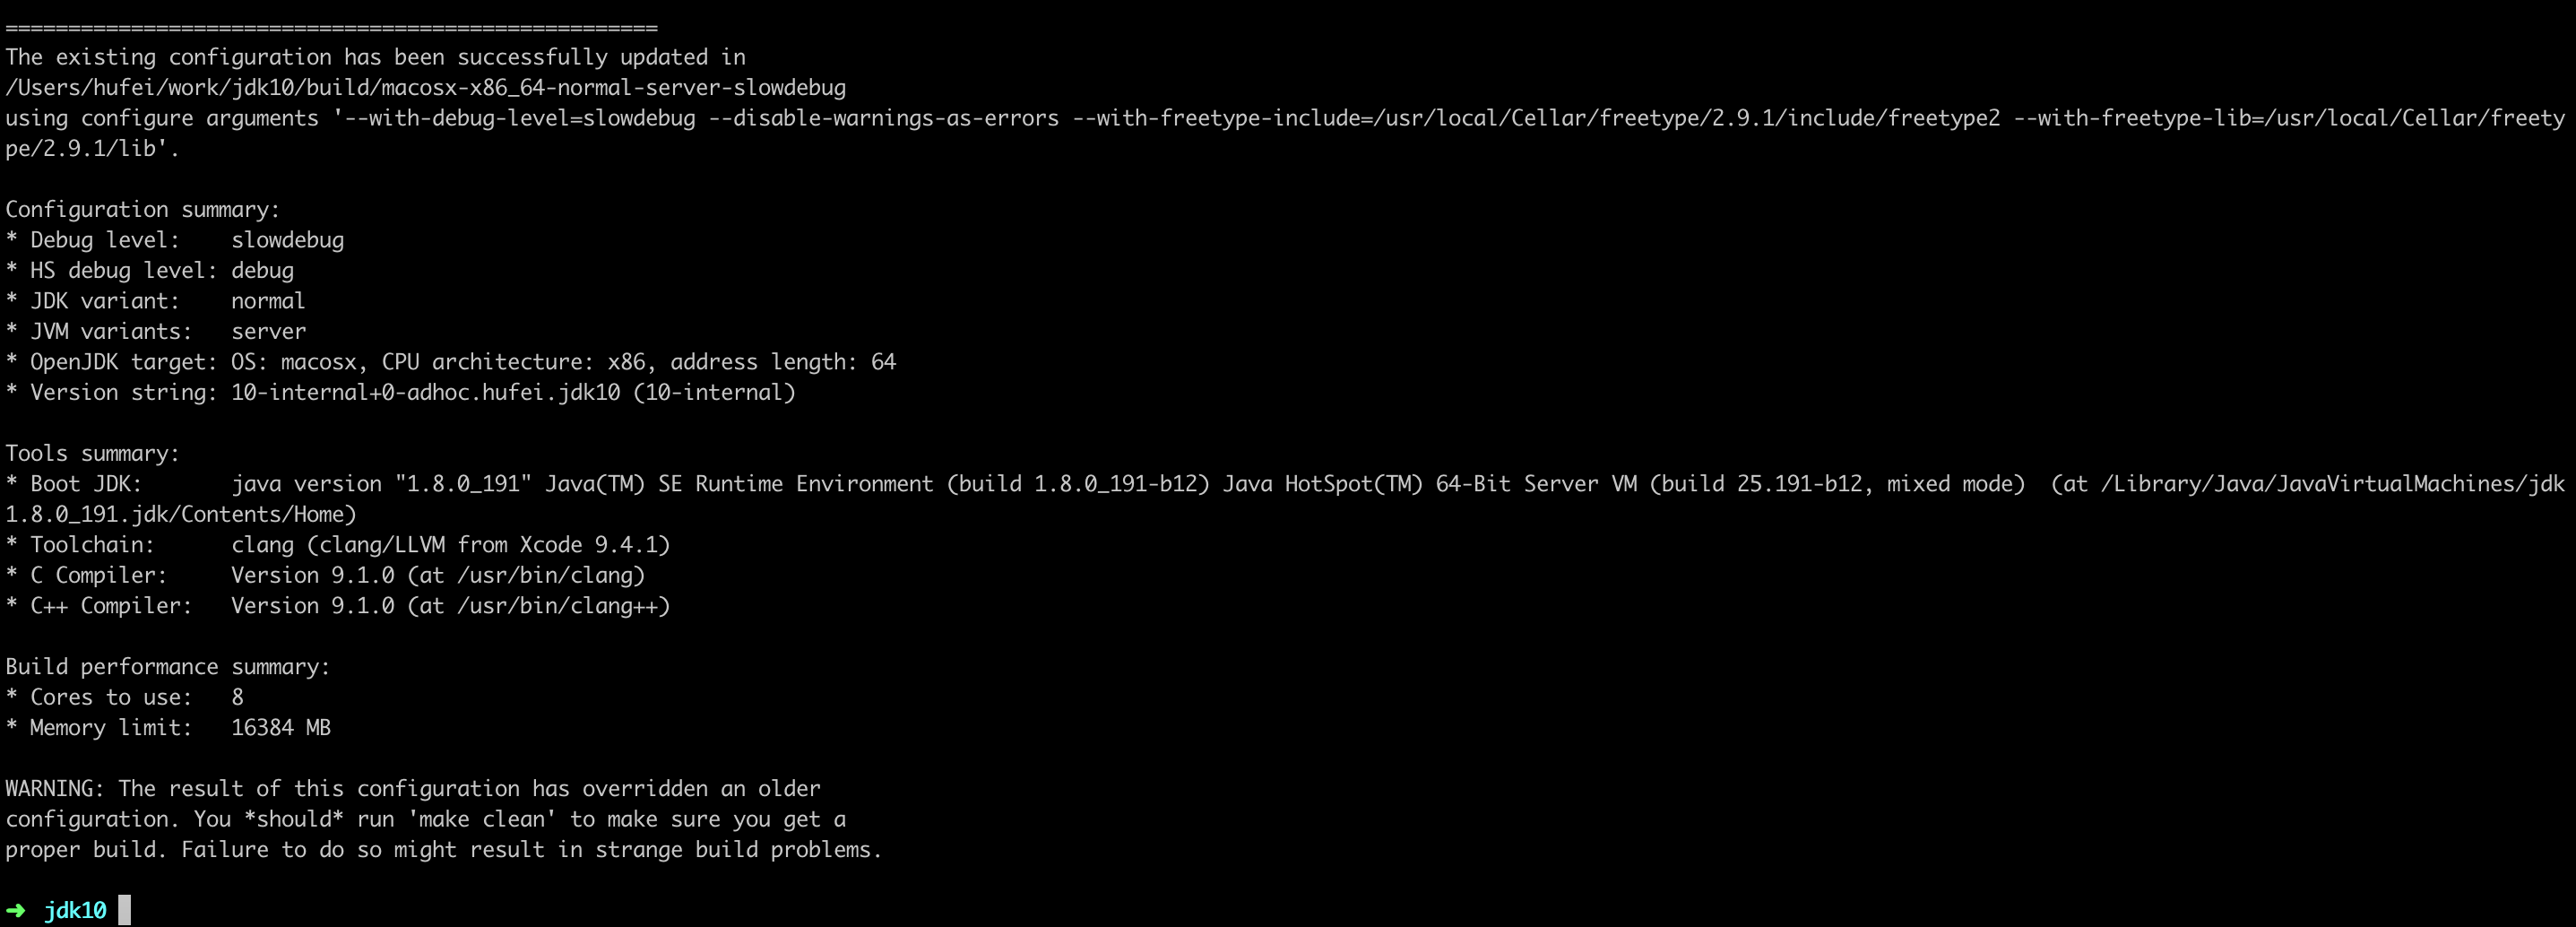 ====================================================
The existing configuration has been successfully updated in
/Users/hufei/work/jdk10/build/macosx-x86_64-normal-server-slowdebug
using configure arguments '--with-debug-level=slowdebug --disable-warnings-as-errors --with-freetype-include=/usr/local/Cellar/freetype/2.9.1/include/freetype2 --with-freetype-lib=/usr/local/Cellar/freety
pe/2.9.1/lib'.

Configuration summary:
* Debug level:    slowdebug
* HS debug level: debug
* JDK variant:    normal
* JVM variants:   server
* OpenJDK target: OS: macosx, CPU architecture: x86, address length: 64
* Version string: 10-internal+0-adhoc.hufei.jdk10 (10-internal)

Tools summary:
* Boot JDK:       java version "1.8.0_191" Java(TM) SE Runtime Environment (build 1.8.0_191-b12) Java HotSpot(TM) 64-Bit Server VM (build 25.191-b12, mixed mode)  (at /Library/Java/JavaVirtualMachines/jdk
1.8.0_191.jdk/Contents/Home)
* Toolchain:      clang (clang/LLVM from Xcode 9.4.1)
* C Compiler:     Version 9.1.0 (at /usr/bin/clang)
* C++ Compiler:   Version 9.1.0 (at /usr/bin/clang++)

Build performance summary:
* Cores to use:   8
* Memory limit:   16384 MB

WARNING: The result of this configuration has overridden an older
configuration. You *should* run 'make clean' to make sure you get a
proper build. Failure to do so might result in strange build problems.

➜  jdk10